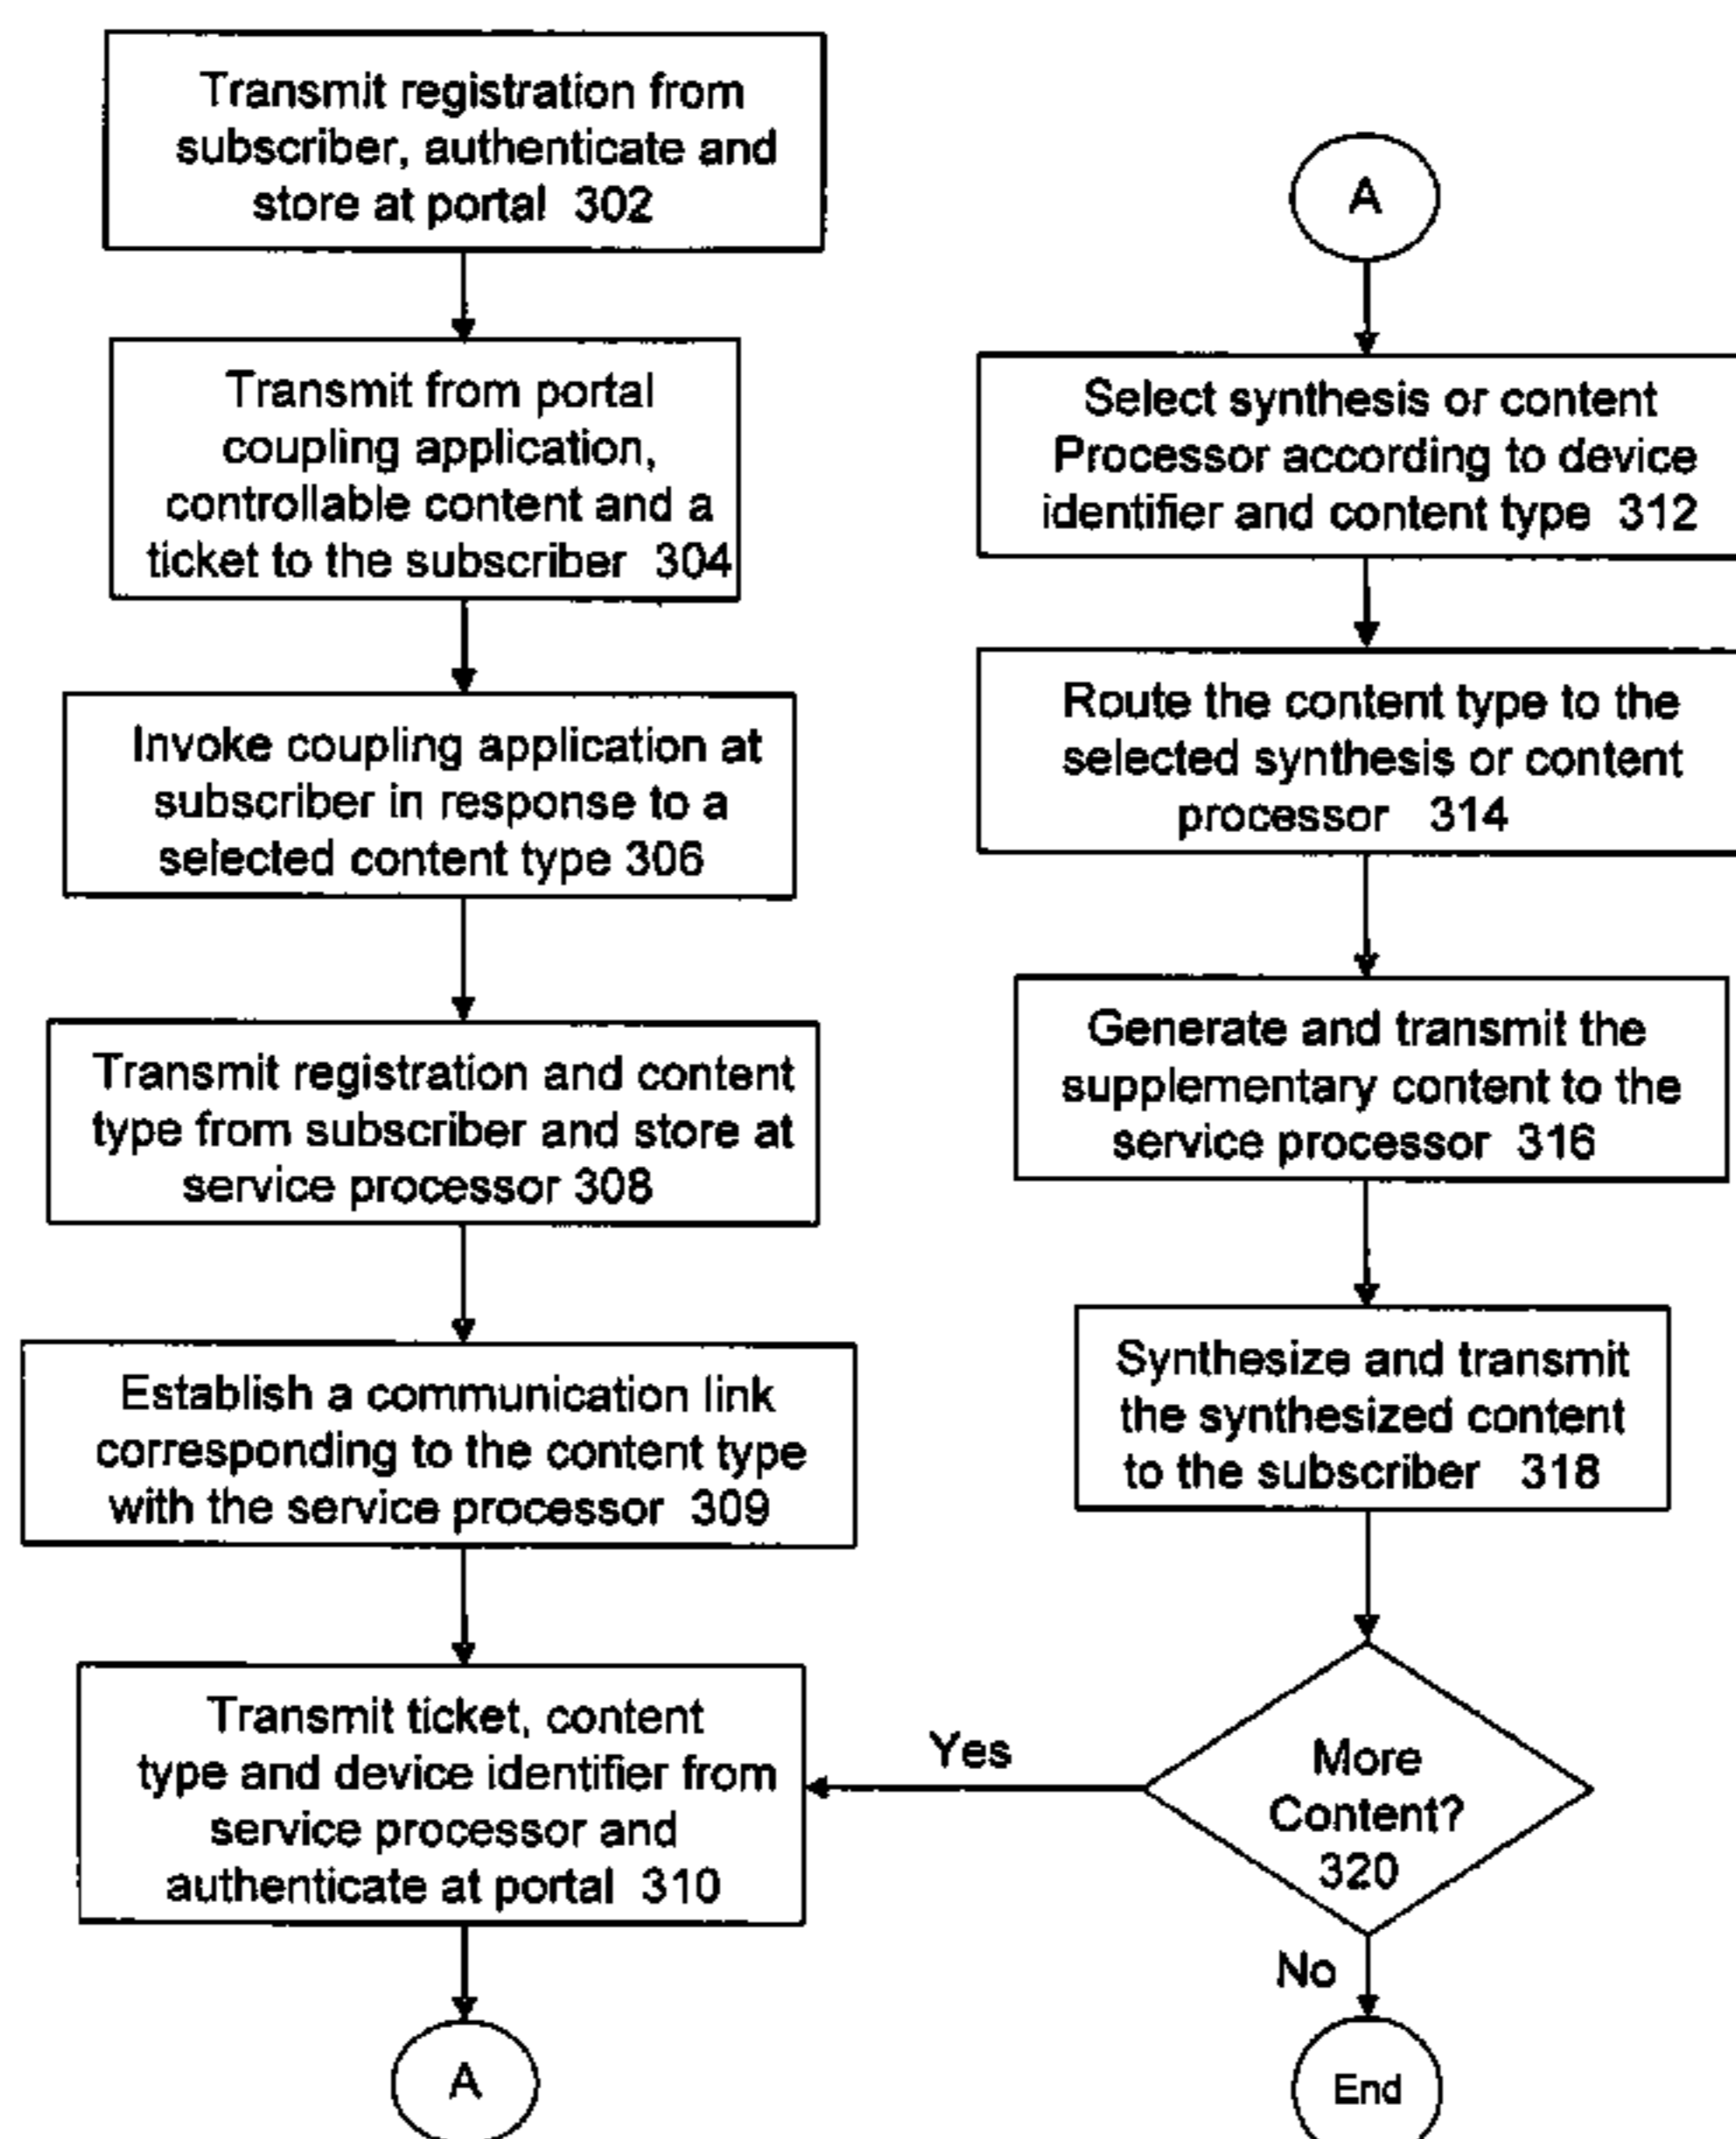 Transmit registration from
subscriber, authenticate and
store at portal 302
Transmit from portal
coupling application,
controllable content and a
ticket to the subscriber 304
Invoke coupling application at
subscriber in response to a
selected content type 306
Transmit registration and content
type from subscriber and store at
service processor 308
Establish a communication link
corresponding to the content type
with the service processor 309
Transmit ticket, content
type and device identifier from
service processor and
authenticate at portal 310
A
A
Select synthesis or content
Processor according to device
identifier and content type 312
Route the content type to the
selected synthesis or content
processor 314
Generate and transmit the
supplementary content to the
service processor 316
Synthesize and transmit
the synthesized content
to the subscriber 318
More
Content?
320
Yes
No
End